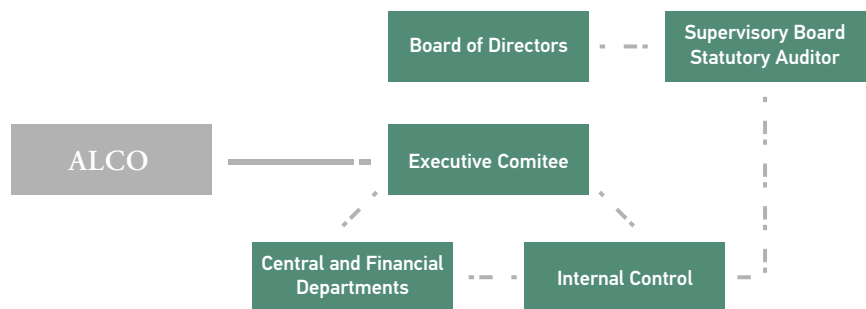 Board of Directors
Supervisory Board
Statutory Auditor
ALCO
Executive Comitee
Central and Financial
Departments
Internal Control